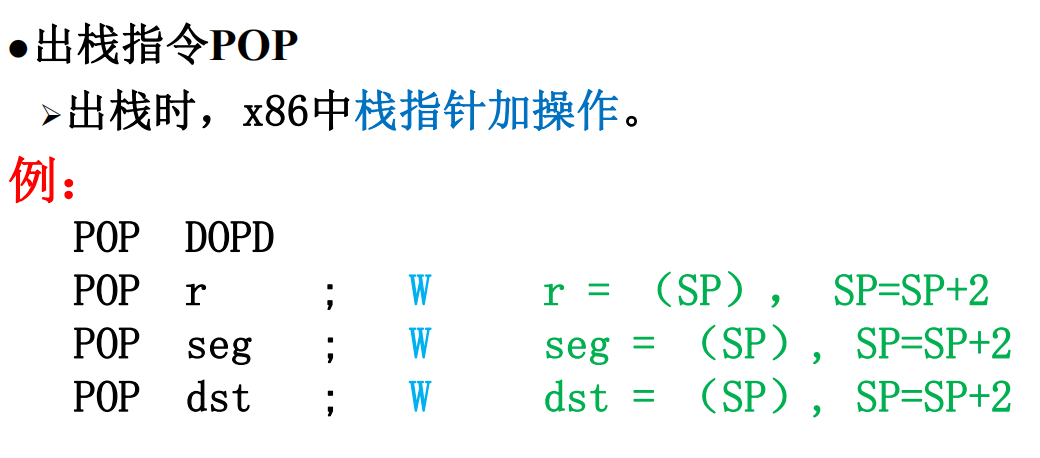 ●出栈指令POP
➢出栈时，x86中栈指针加操作。
例：
POP DOPD
POP r ; W r = （SP）， SP=SP+2
POP seg ; W seg = （SP）, SP=SP+2
POP dst ; W dst = （SP）, SP=SP+2